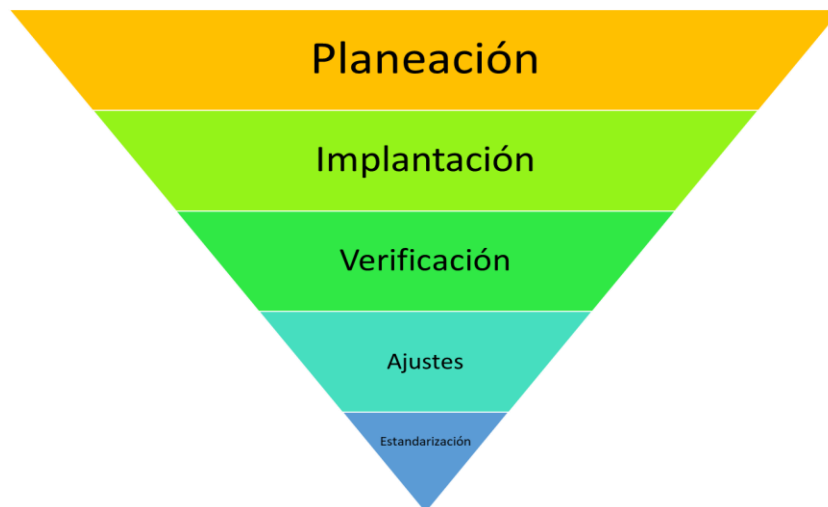 Planeación
Implantación
Verificación
Ajustes
Estandarización